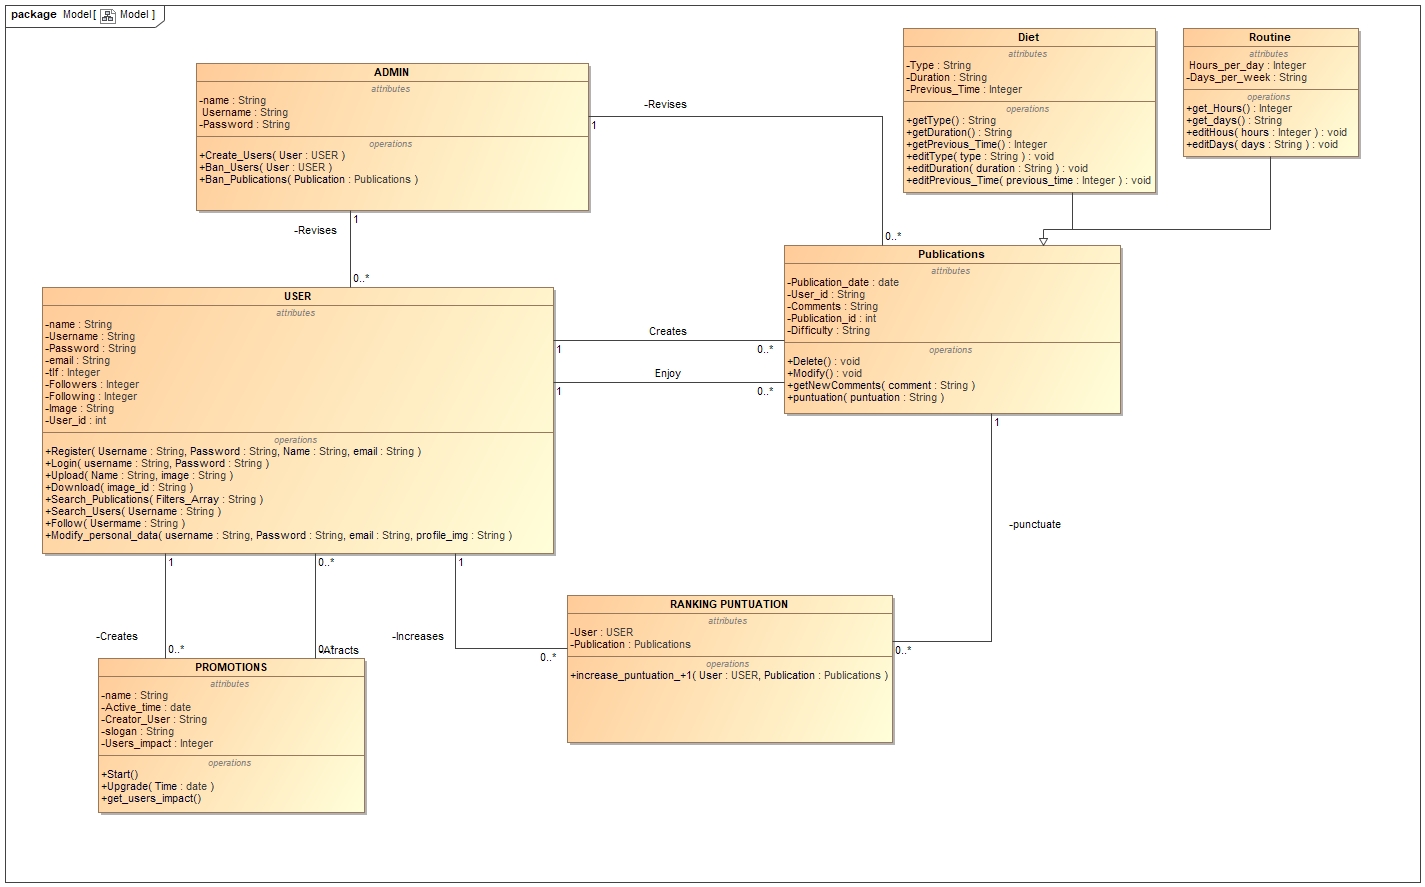 package Model[ Model ]
ADMIN
attributes
-name : String
Username : String
-Password : String
operations
+Create_Users( User : USER )
+Ban_Users( User : USER )
+Ban_Publications( Publication : Publications )
-Revises
1
0..*
Diet
attributes
-Type : String
-Duration : String
-Previous_Time : Integer
operations
+getType() : String
+getDuration() : String
+getPrevious_Time() : Integer
+editType( type : String ) : void
+editDuration( duration : String ) : void
+editPrevious_Time( previous_time : Integer ) : void
Routine
attributes
Hours_per_day : Integer
-Days_per_week : String
operations
+get_Hours() : Integer
+get_days() : String
+editHous( hours : Integer ) : void
+editDays( days : String ) : void
1
-Revises
0..*
USER
attributes
-name : String
-Username : String
-Password : String
-email : String
-tlf : Integer
-Followers : Integer
-Following : Integer
-Image : String
-User_id : int
operations
+Register( Username : String, Password : String, Name : String, email : String )
+Login( username : String, Password : String )
+Upload( Name : String, image : String )
+Download( image_id : String )
+Search_Publications( Filters_Array : String )
+Search_Users( Username : String )
+Follow( Usermame : String )
+Modify_personal_data( username : String, Password : String, email : String, profile_img : String )
Creates
1
0..*
Enjoy
1
0..*
Publications
attributes
-Publication_date : date
-User_id : String
-Comments : String
-Publication_id : int
-Difficulty : String
operations
+Delete() : void
+Modify() : void
+getNewComments( comment : String )
+puntuation( puntuation : String )
1
-punctuate
0..*
1
-Creates
0..*
0..*
0..*
-Atracts
1
-Increases
0..*
RANKING PUNTUATION
attributes
-User : USER
-Publication : Publications
operations
+increase_puntuation_+1( User : USER, Publication : Publications )
PROMOTIONS
attributes
-name : String
-Active_time : date
-Creator_User : String
-slogan : String
-Users_impact : Integer
operations
+Start()
+Upgrade( Time : date )
+get_users_impact()